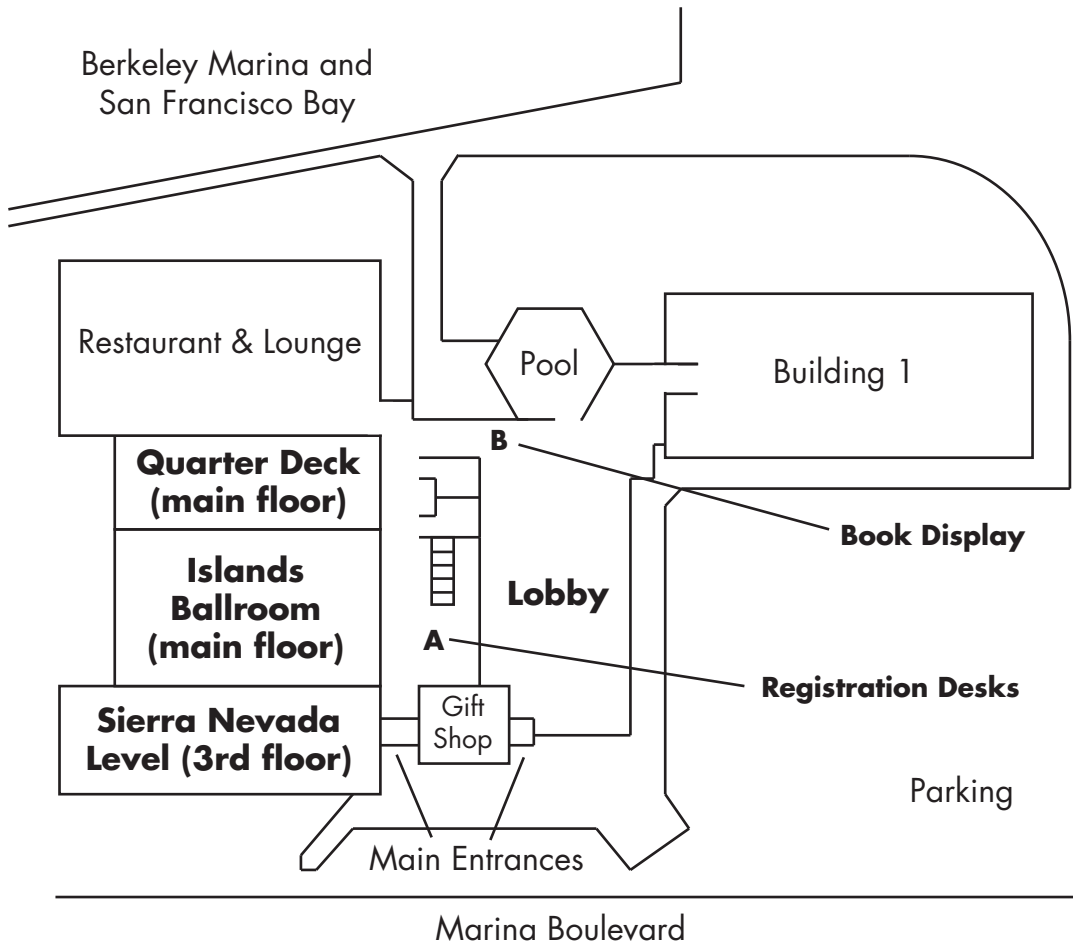 Berkeley Marina and
San Francisco Bay
Restaurant & Lounge
Pool
Building 1
B
Quarter Deck
(main floor)
Book Display
Islands
Ballroom
(main floor)
Lobby
A
Registration Desks
Sierra Nevada
Level (3rd floor)
Gift
Shop
Parking
Main Entrances
Marina Boulevard